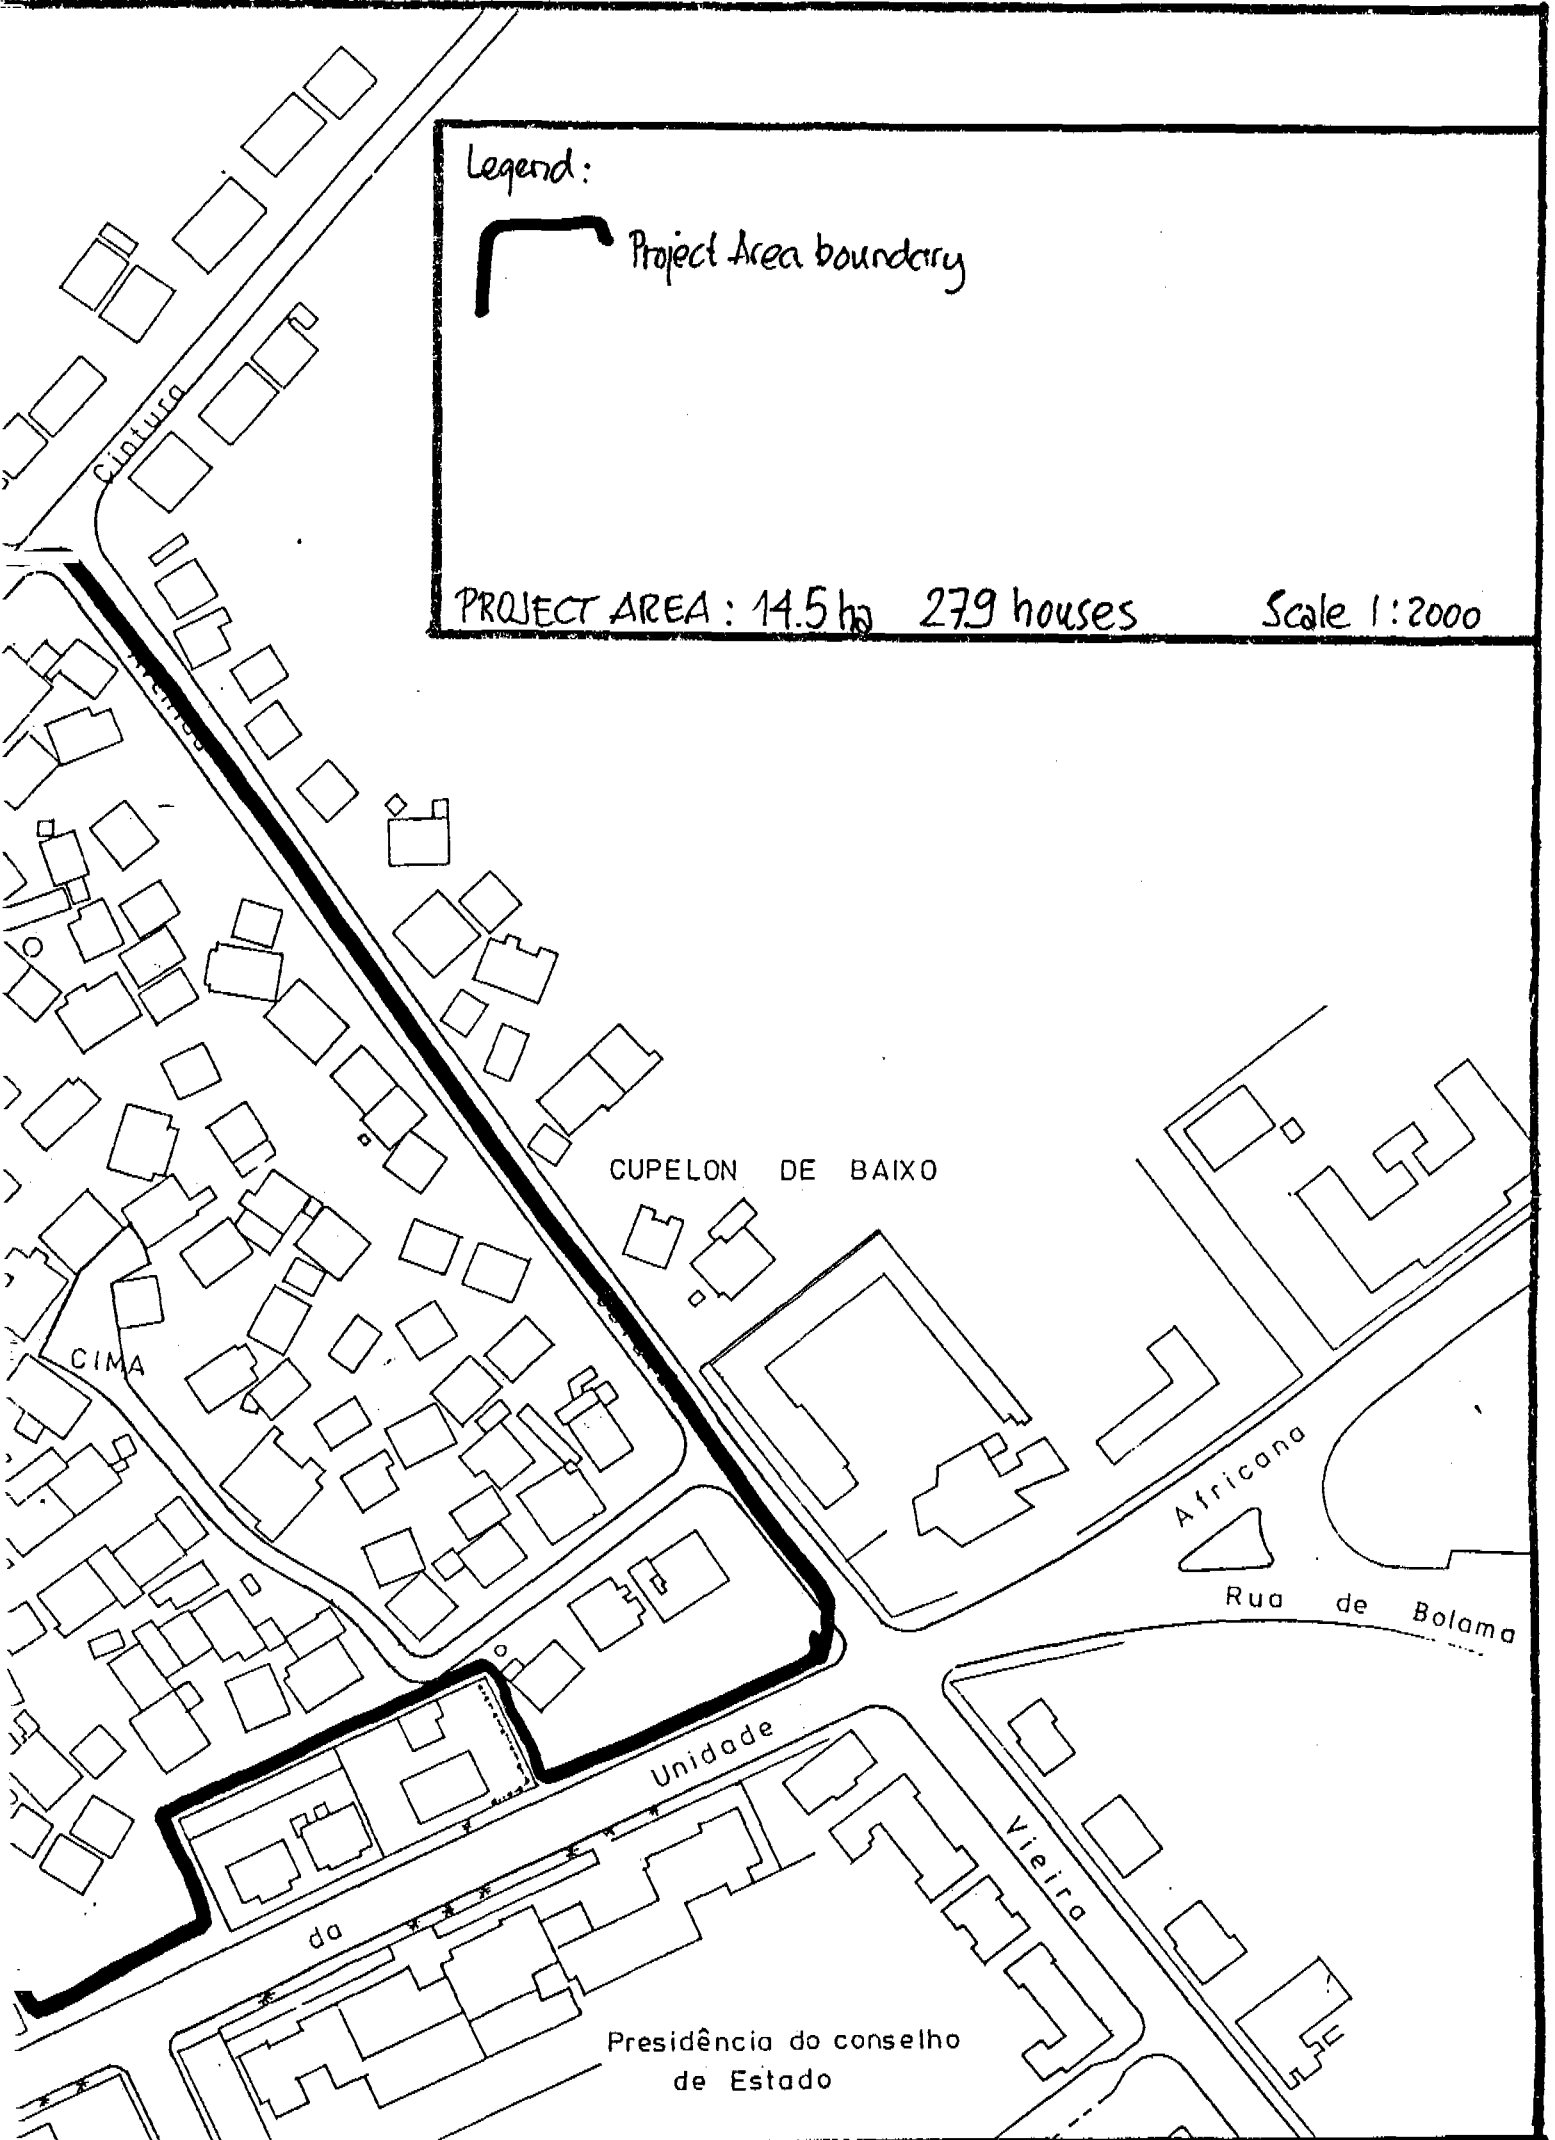 Legend:
Project Area boundary
PROJECT AREA: 14.5 ha 279 houses Scale 1:2000
Cintura
CUPELON DE BAIXO
CIMA
Africana
Rua de Bolama
Unidade
Vieira
da
Presidência do conselho
de Estado